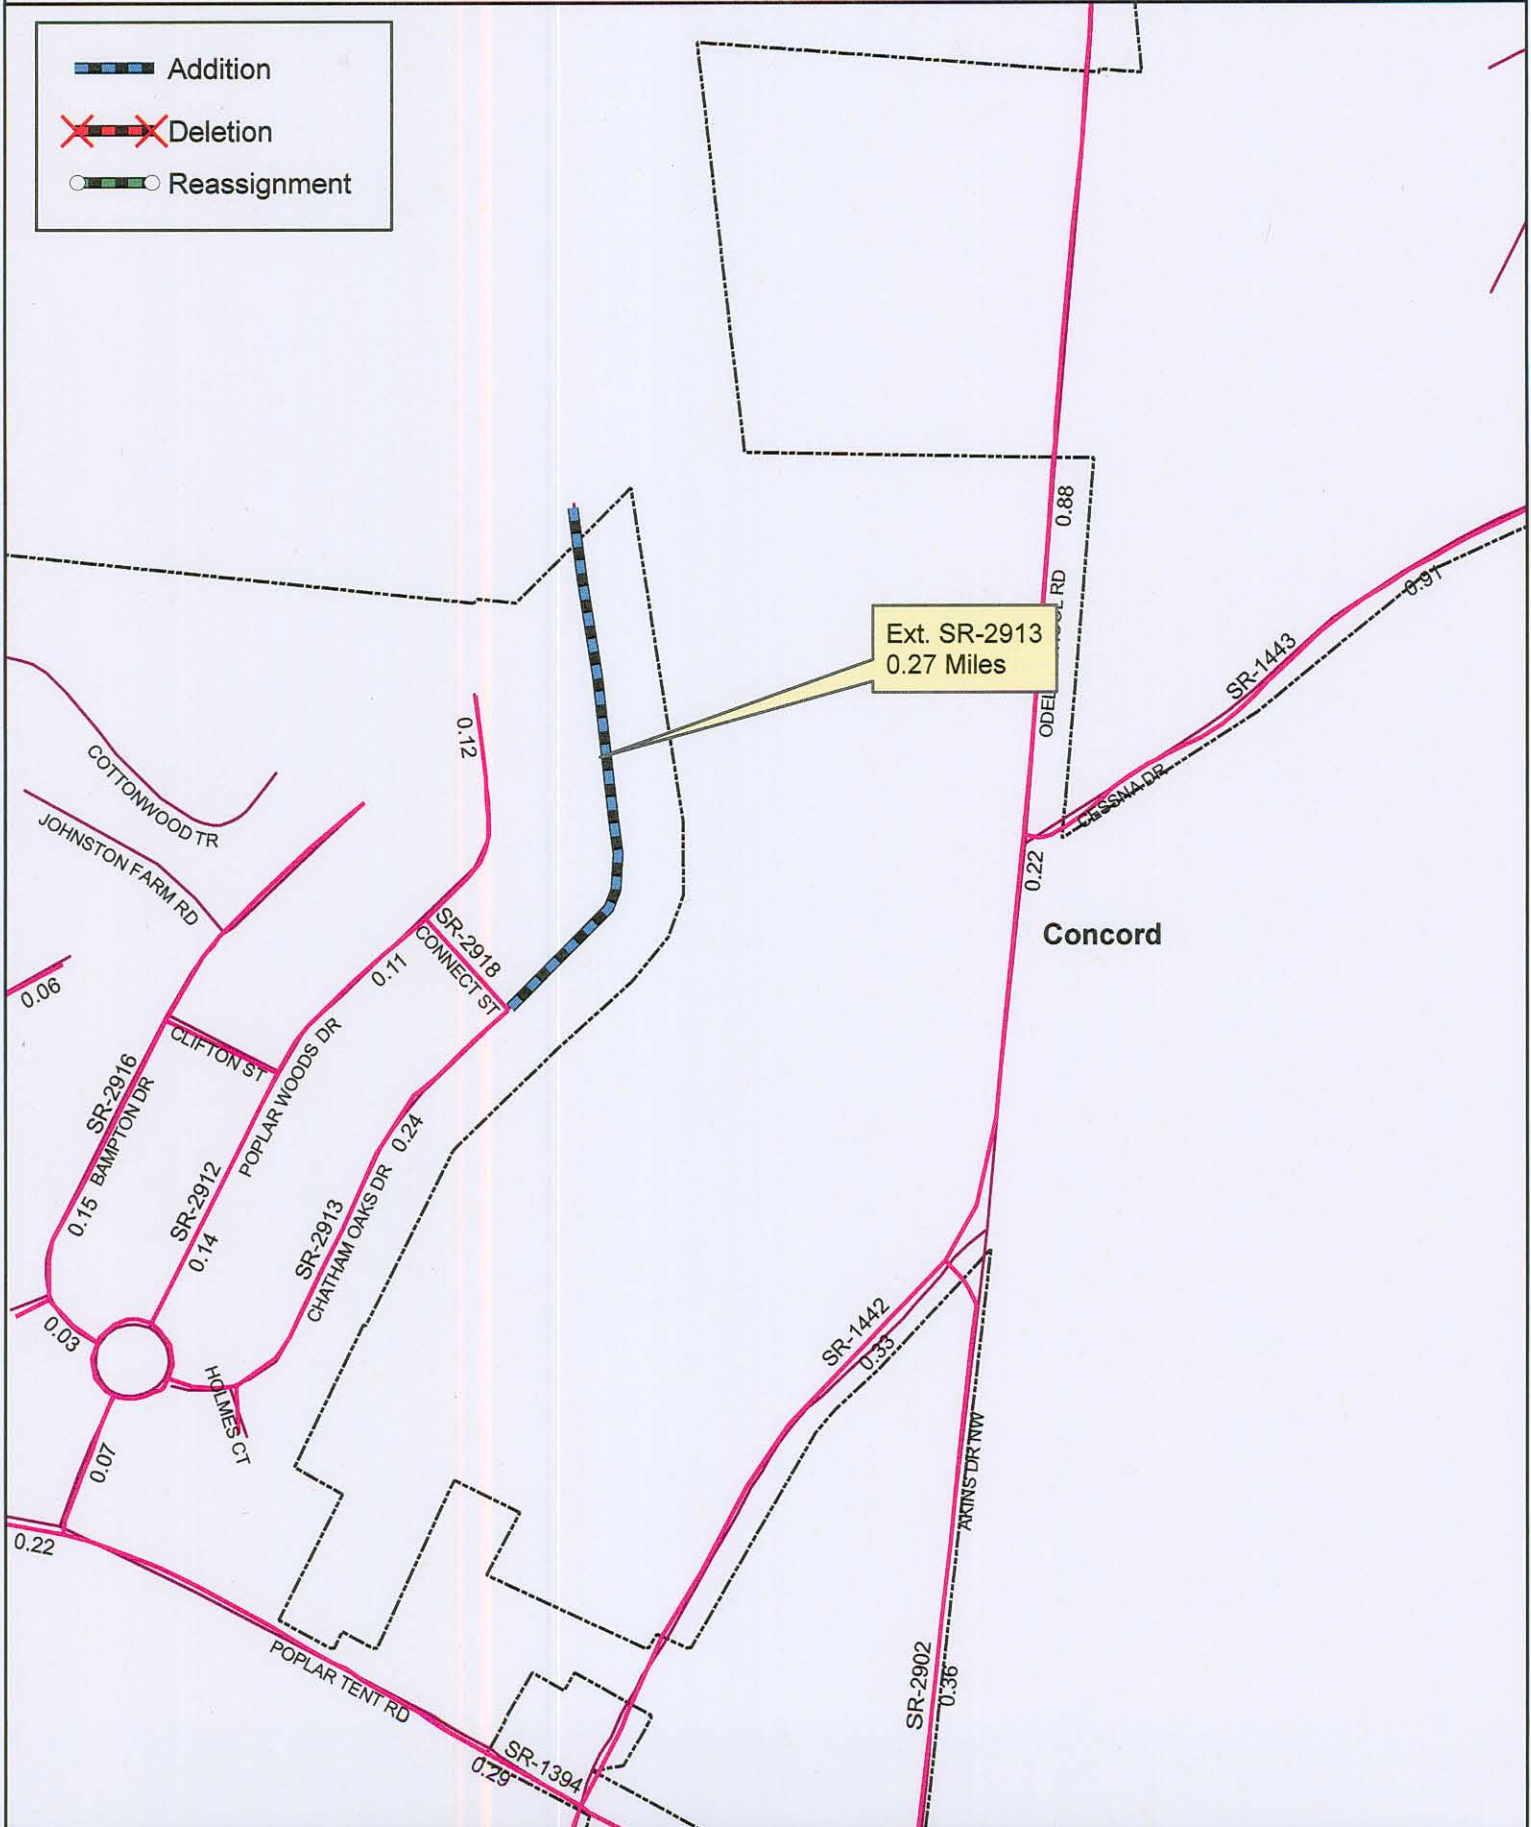 Addition
Deletion
Reassignment
0.88
RD
Ext. SR-2913
0.27 Miles
0.91
SR-1443
0.12
COTTONWOOD TR
CESSNA DR
JOHNSTON FARM RD
0.22
SR-2918
CONNECT ST
Concord
0.11
0.06
CLIFTON ST
POPLAR WOODS DR
SR-2916
BAMPTON DR
0.24
SR-2912
0.15
SR-2913
CHATHAM OAKS DR
0.14
0.03
SR-1442
0.33
HOLMES CT
0.07
AKINS DR NW
0.22
POPLAR TENT RD
SR-2902
0.36
SR-1394
0.29